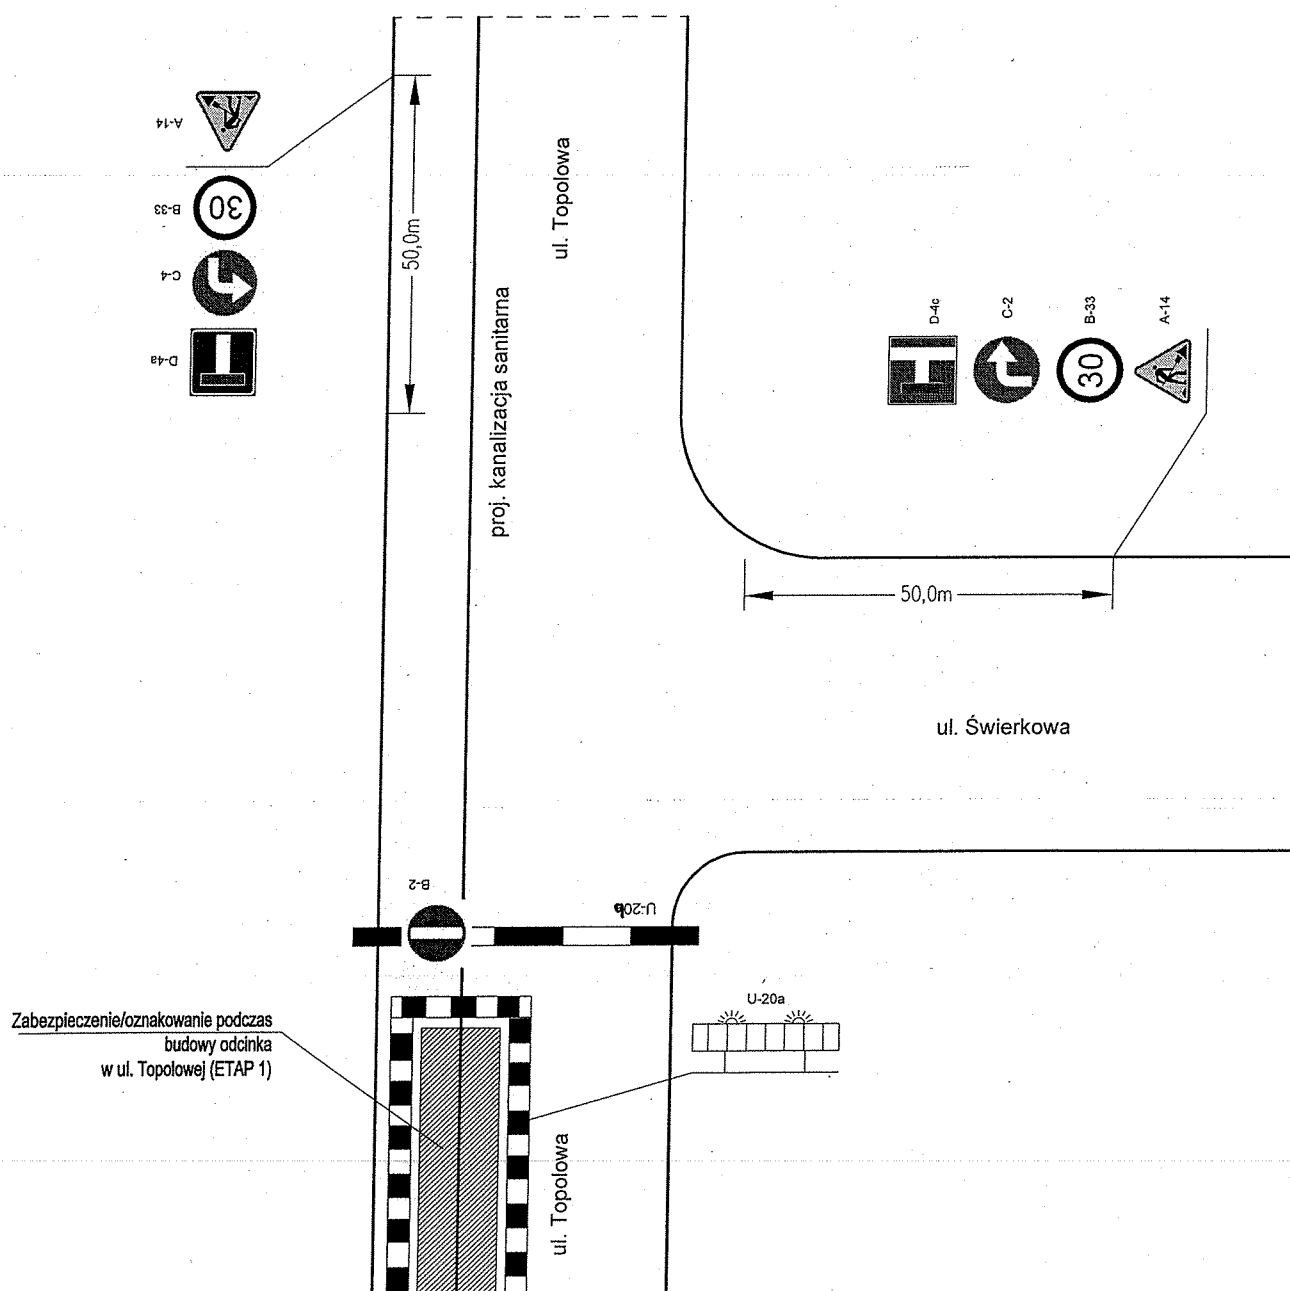 A-14
B-33
30
C-4
D-4a
50,0m
ul. Topolowa
proj. kanalizacja sanitarna
D-4c
C-2
B-33
30
A-14
50,0m
ul. Świerkowa
B-2
U-20b
Zabezpieczenie/oznakowanie podczas
budowy odcinka
w ul. Topolowej (ETAP 1)
U-20a
ul. Topolowa